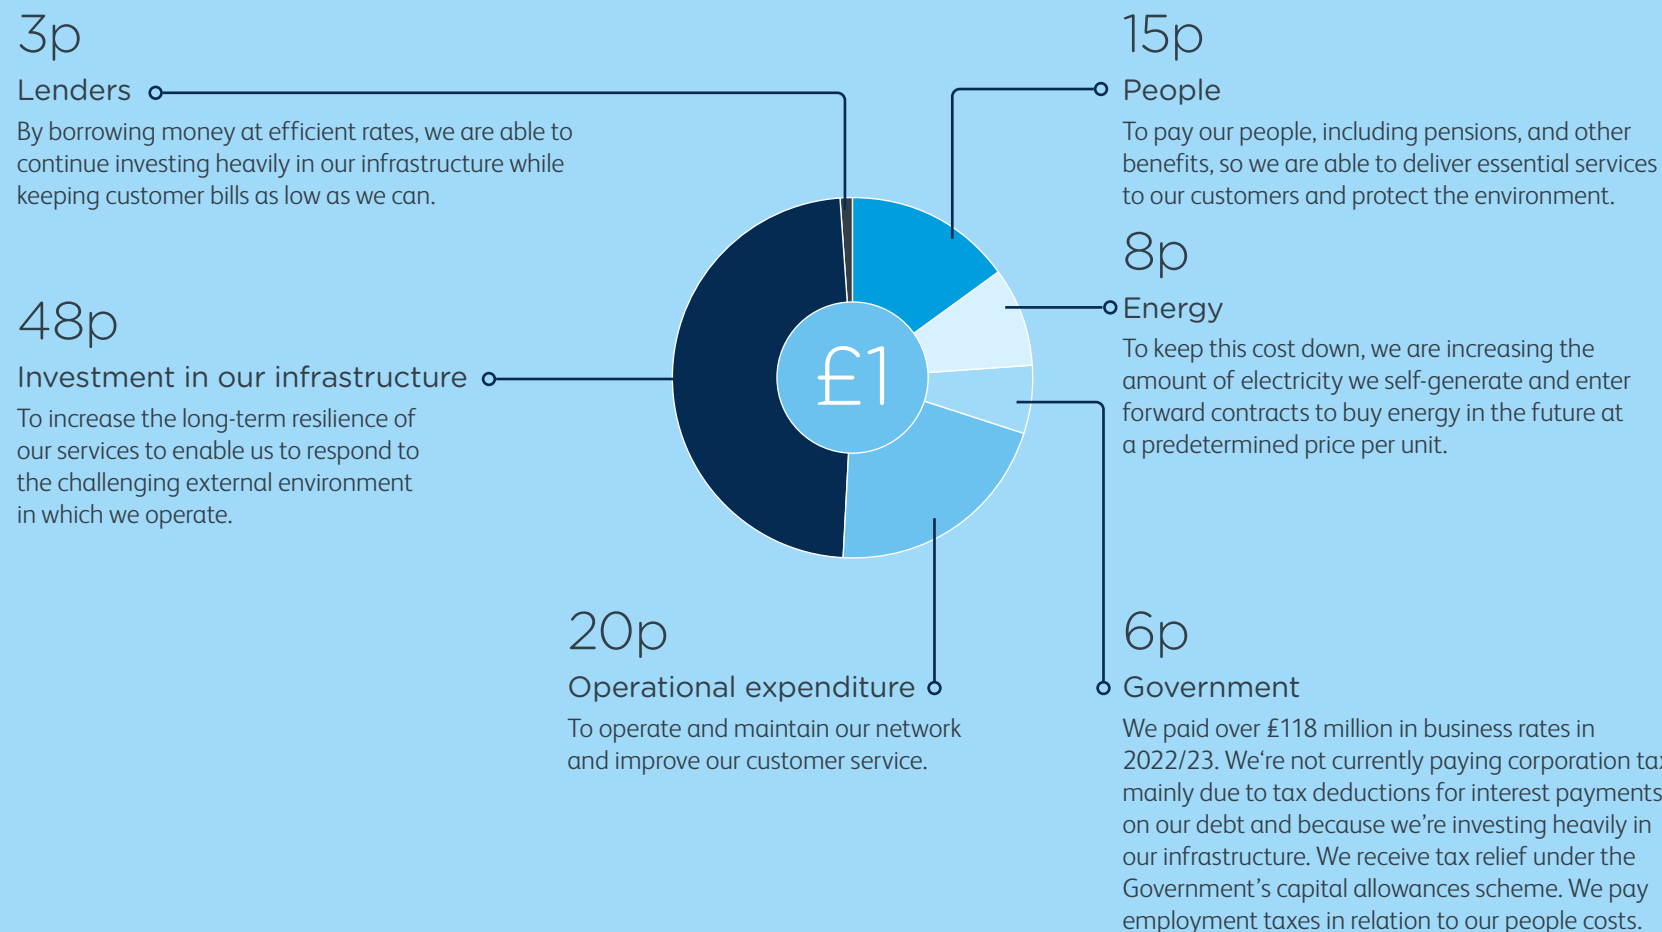 3p
Lenders
By borrowing money at efficient rates, we are able to
continue investing heavily in our infrastructure while
keeping customer bills as low as we can.
48p
Investment in our infrastructure
To increase the long-term resilience of
our services to enable us to respond to
the challenging external environment
in which we operate.
£1
20p
Operational expenditure
To operate and maintain our network
and improve our customer service.
15p
People
To pay our people, including pensions, and other
benefits, so we are able to deliver essential services
to our customers and protect the environment.
8p
Energy
To keep this cost down, we are increasing the
amount of electricity we self-generate and enter
forward contracts to buy energy in the future at
a predetermined price per unit.
6p
Government
We paid over £118 million in business rates in
2022/23. We‘re not currently paying corporation tax
mainly due to tax deductions for interest payments
on our debt and because we’re investing heavily in
our infrastructure. We receive tax relief under the
Government’s capital allowances scheme. We pay
employment taxes in relation to our people costs.